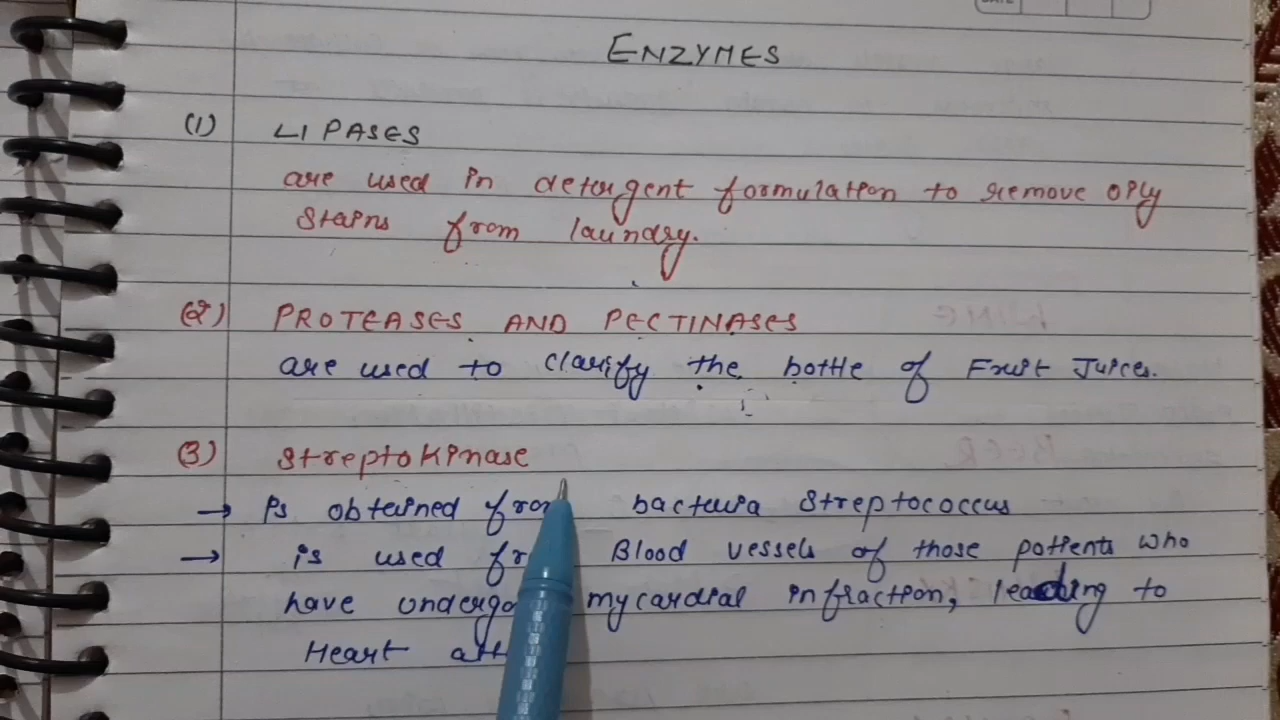 ENZYMES
(1) LIPASES
are used in detergent formulation to remove oily
stains from laundry.
(2) PROTEASES AND PECTINASES
are used to clarify the bottle of Fruit Juices.
(3) Streptokinase
→ is obtained from bacteria Streptococcus
→ is used Blood vessels of those patients who
have mycardial infraction, leading to
Heart